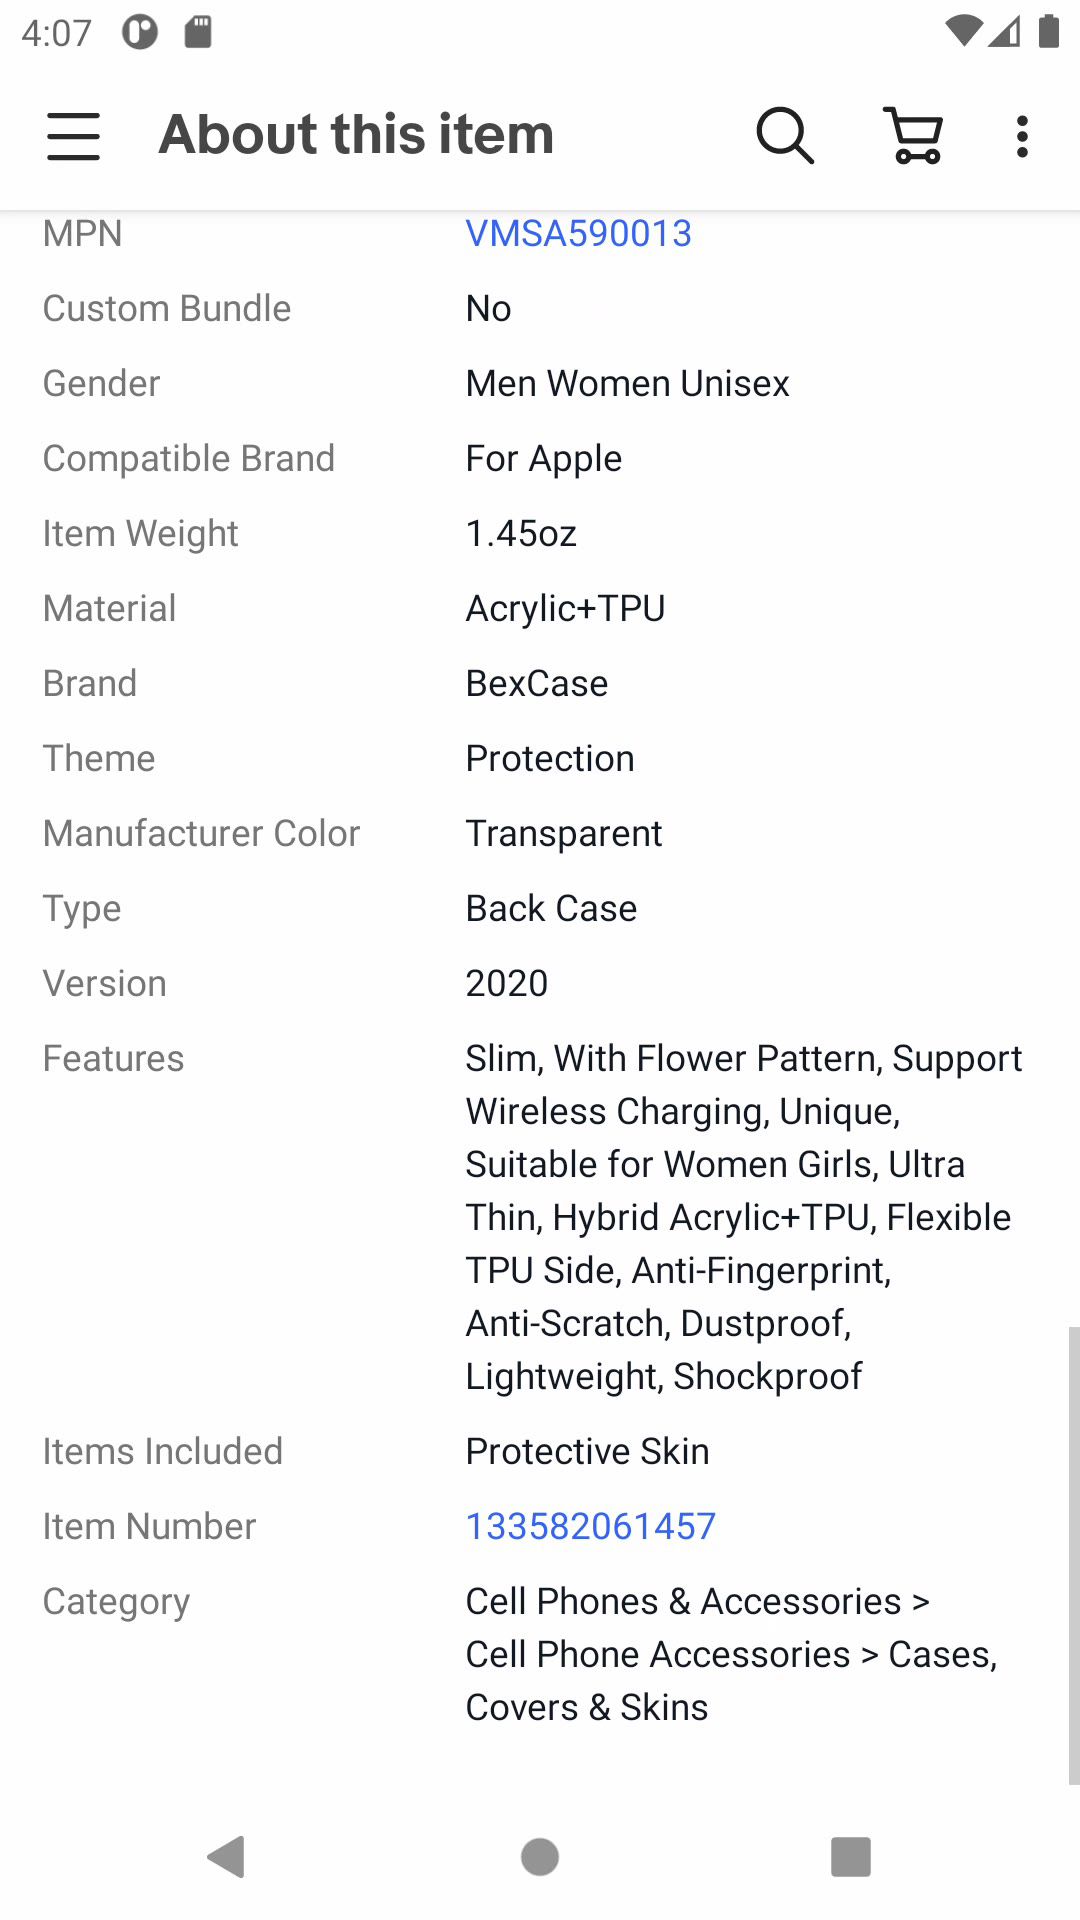 4:07
About this item
MPN VMSA590013
Custom Bundle No
Gender Men Women Unisex
Compatible Brand For Apple
Item Weight 1.45oz
Material Acrylic+TPU
Brand BexCase
Theme Protection
Manufacturer Color Transparent
Type Back Case
Version 2020
Features Slim, With Flower Pattern, Support
Wireless Charging, Unique,
Suitable for Women Girls, Ultra
Thin, Hybrid Acrylic+TPU, Flexible
TPU Side, Anti-Fingerprint,
Anti-Scratch, Dustproof,
Lightweight, Shockproof
Items Included Protective Skin
Item Number 133582061457
Category Cell Phones & Accessories >
Cell Phone Accessories > Cases,
Covers & Skins